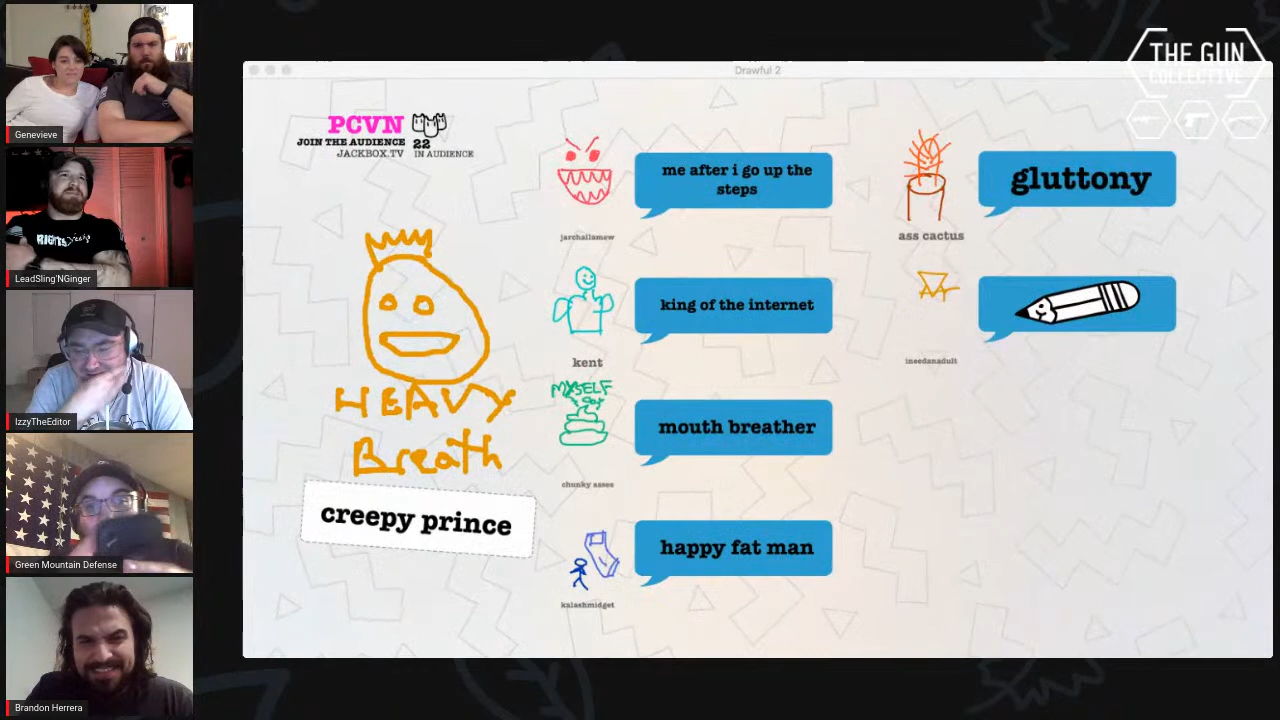 Genevieve
LeadSling'NGinger
RIGHTS
IzzyTheEditor
Green Mountain Defense
Brandon Herrera
Drawful 2
THE GUN
COLLECTIVE
PCVN
JOIN THE AUDIENCE
JACKBOX.TV
22
IN AUDIENCE
HEAVY
Breath
creepy prince
jarchallamew
me after i go up the
steps
kent
king of the internet
MYSELF
chunky asses
mouth breather
kalashmidget
happy fat man
ass cactus
gluttony
ineedanadult